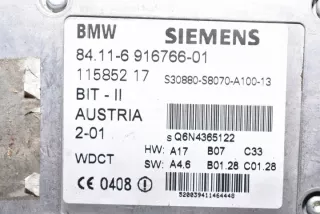 BMW SIEMENS
84.11-6 916766-01
115852 17 S30880-S8070-A100-13
BIT - II
AUSTRIA
2-01 S Q6N4365122
HW: A17 B07 C33
WDCT SW: A4.6 B01.28 C01.28
CE 0408
52003941146444B